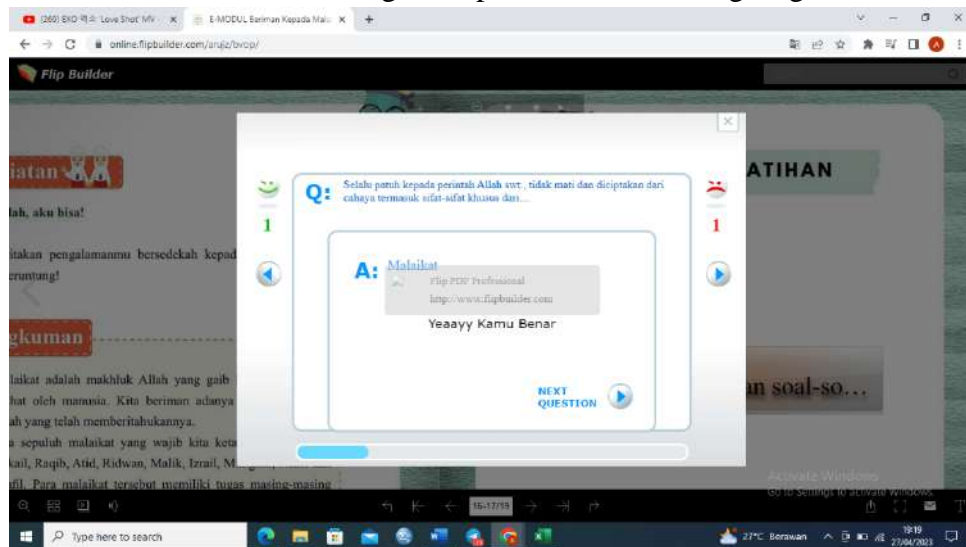 (260) EXO 엑소 'Love Shot' MV
E-MODUL Beriman Kepada Mala
online.flipbuilder.com/arujz/bvop/
Flip Builder
iatan
ATIHAN
lah, aku bisa!
itakan pengalamanmu bersedekah kepad
eruntung!
Q: Selalu patuh kepada perintah Allah swt., tidak mati dan diciptakan dari
cahaya termasuk sifat-sifat khusus dari...
1
1
A: Malaikat
Flip PDF Professional
http://www.flipbuilder.com
Yeaayy Kamu Benar
NEXT
QUESTION
gkuman
laikat adalah makhluk Allah yang gaib
hat oleh manusia. Kita beriman adanya
ah yang telah memberitahukannya.
a sepuluh malaikat yang wajib kita keta
kail, Raqib, Atid, Ridwan, Malik, Izrail, M
fil. Para malaikat tersebut memiliki tugas masing-masing
an soal-so...
Activate Windows
Go to Settings to activate Windows.
16-17/19
Type here to search
27°C Berawan
19:19
27/04/2023